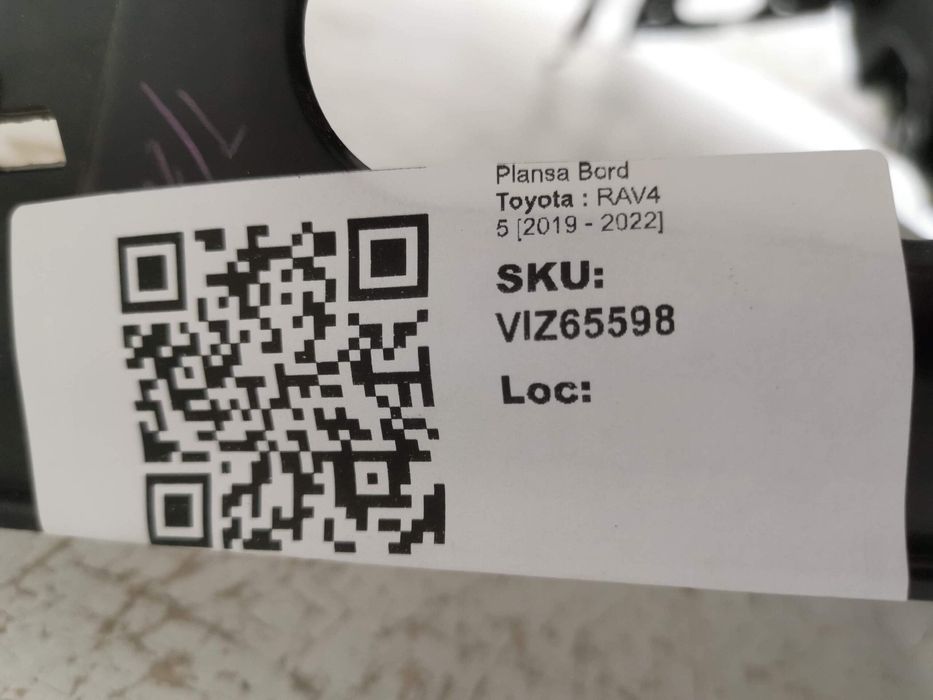 Plansa Bord
Toyota : RAV4
5 [2019 - 2022]
SKU:
VIZ65598
Loc: